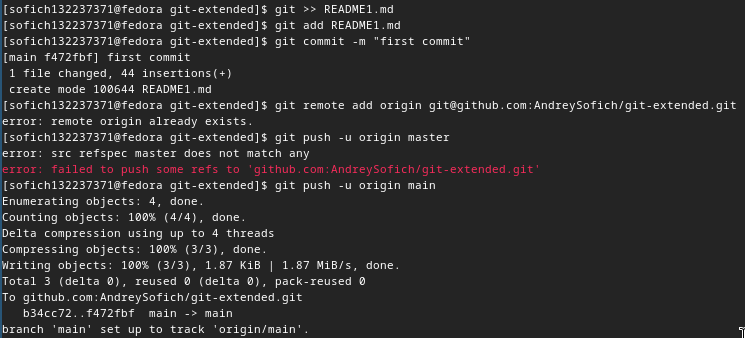 [sofich132237371@fedora git-extended]$ git >> README1.md
[sofich132237371@fedora git-extended]$ git add README1.md
[sofich132237371@fedora git-extended]$ git commit -m "first commit"
[main f472fbf] first commit
 1 file changed, 44 insertions(+)
 create mode 100644 README1.md
[sofich132237371@fedora git-extended]$ git remote add origin git@github.com:AndreySofich/git-extended.git
error: remote origin already exists.
[sofich132237371@fedora git-extended]$ git push -u origin master
error: src refspec master does not match any
error: failed to push some refs to 'github.com:AndreySofich/git-extended.git'
[sofich132237371@fedora git-extended]$ git push -u origin main
Enumerating objects: 4, done.
Counting objects: 100% (4/4), done.
Delta compression using up to 4 threads
Compressing objects: 100% (3/3), done.
Writing objects: 100% (3/3), 1.87 KiB | 1.87 MiB/s, done.
Total 3 (delta 0), reused 0 (delta 0), pack-reused 0
To github.com:AndreySofich/git-extended.git
   b34cc72..f472fbf  main -> main
branch 'main' set up to track 'origin/main'.